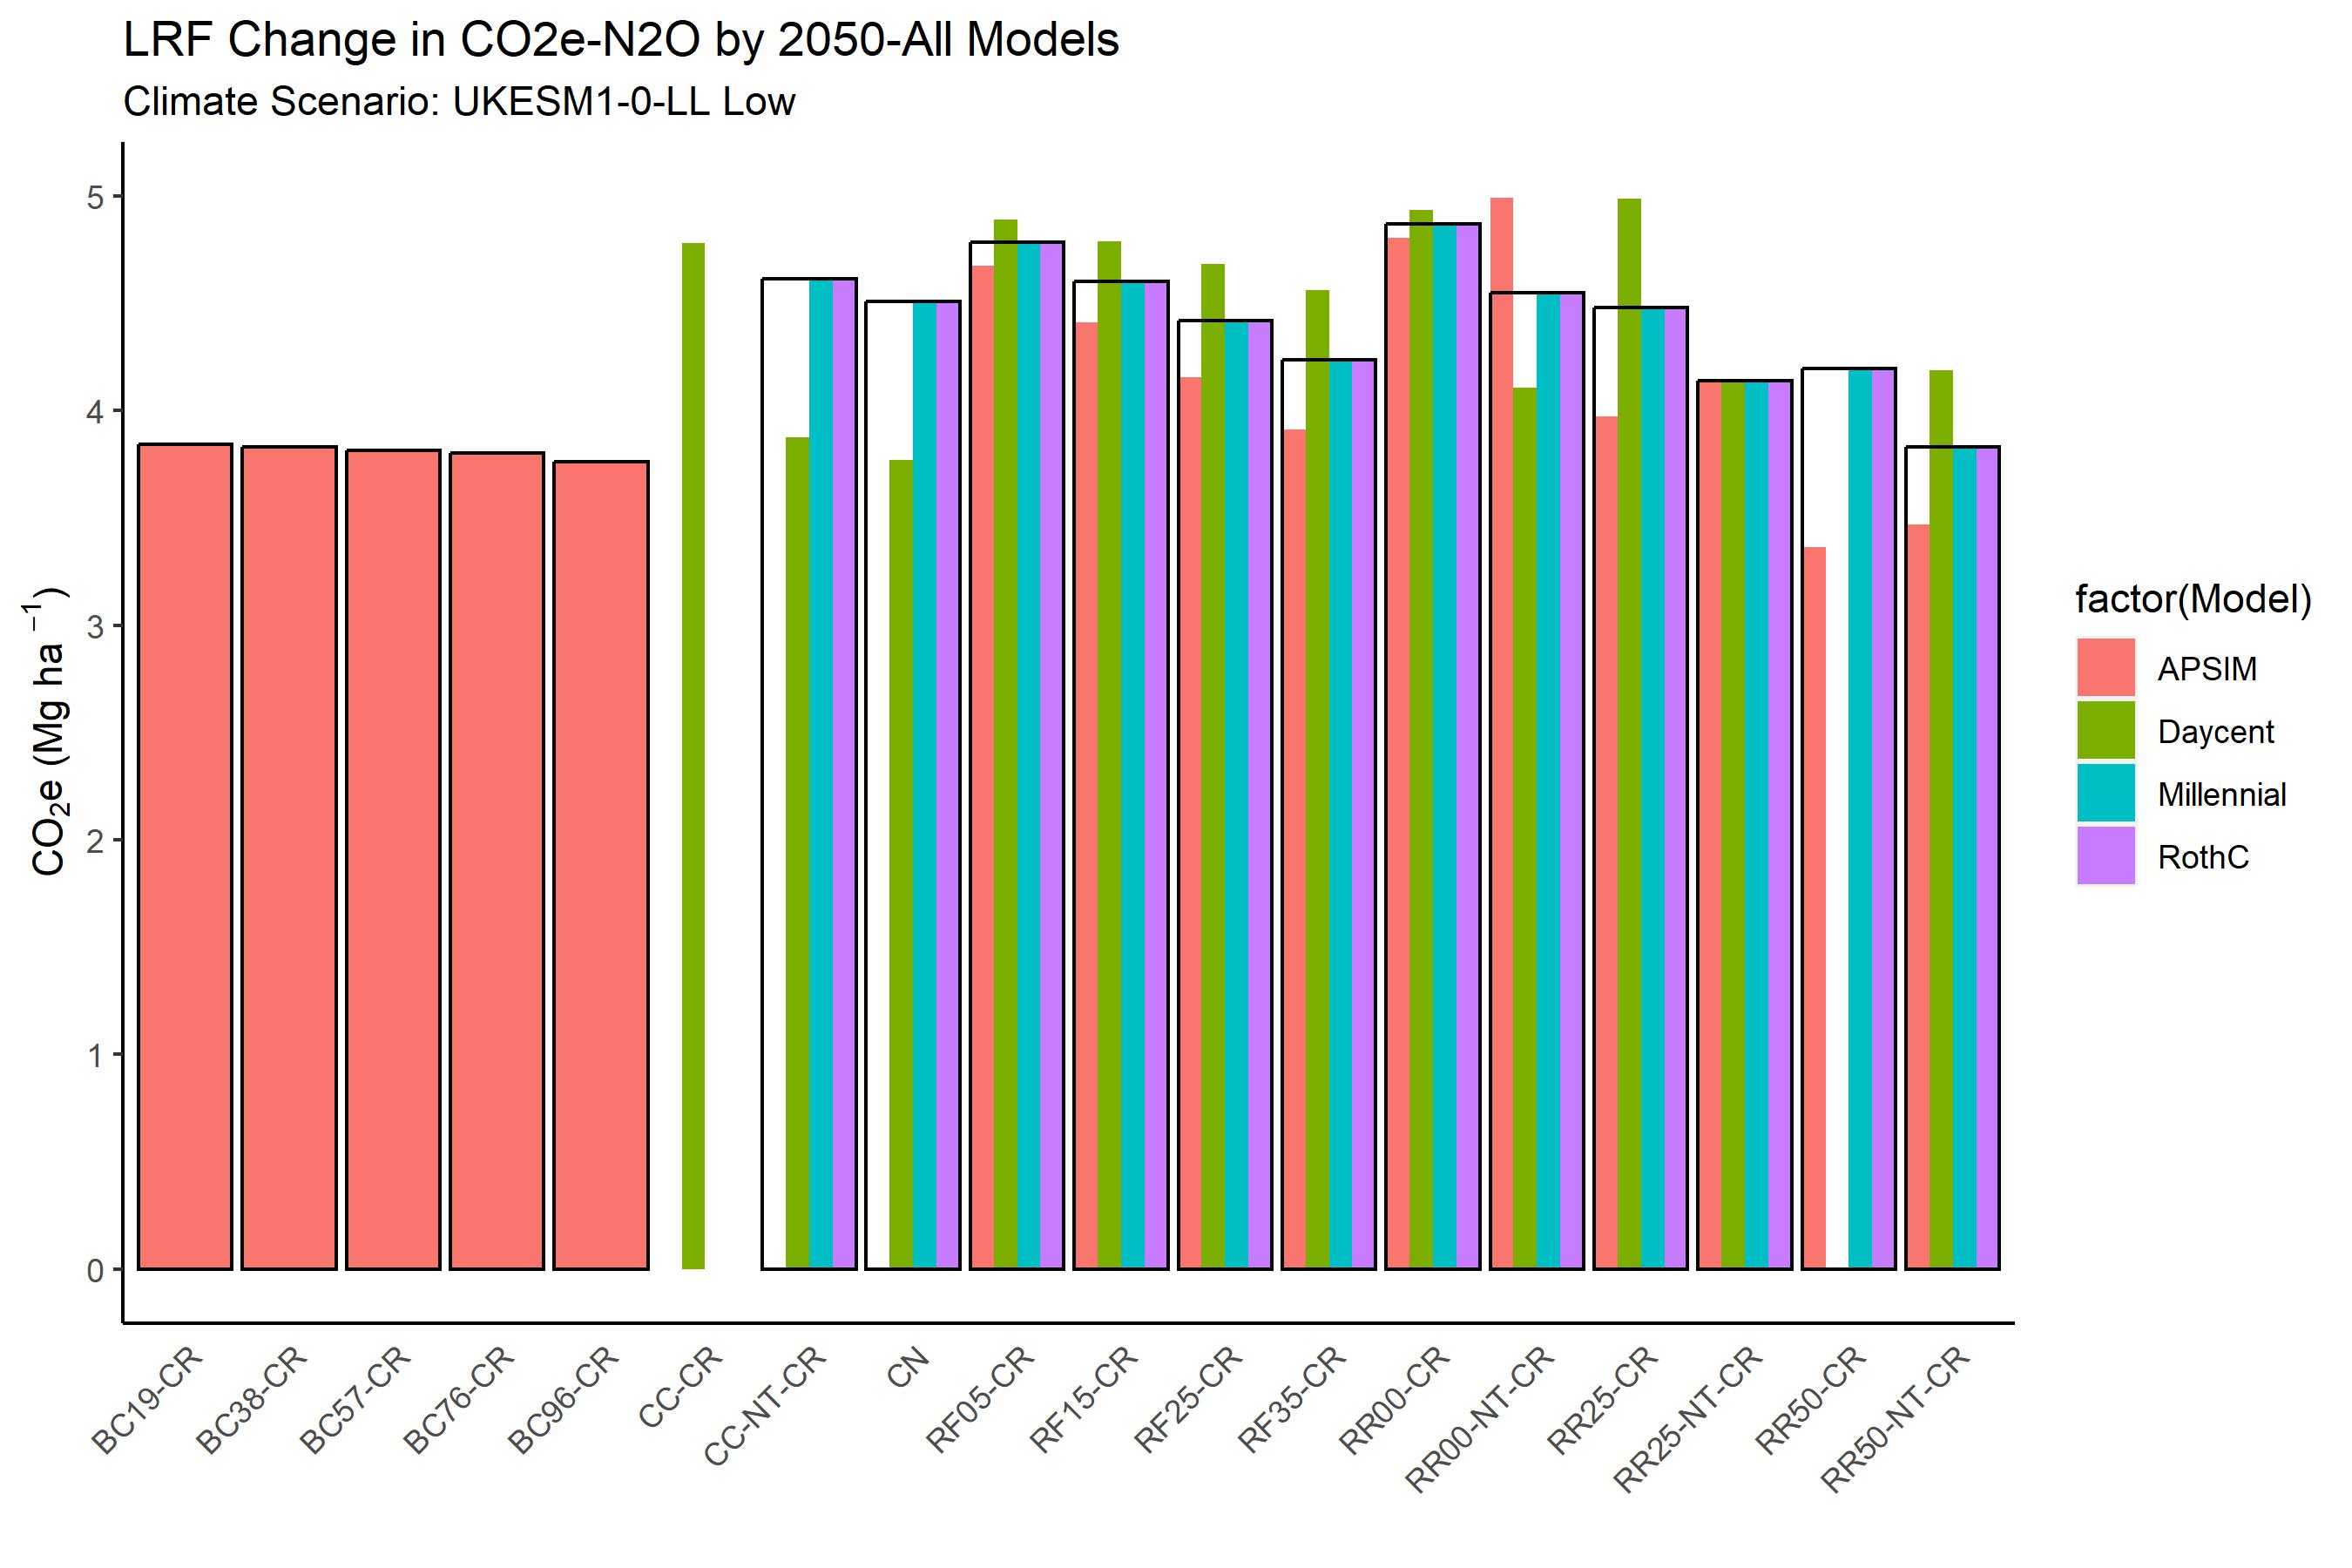 LRF Change in CO2e-N2O by 2050-All Models
Climate Scenario: UKESM1-0-LL Low
CO₂e (Mg ha ⁻¹)
5
4
3
2
1
0
BC19-CR
BC38-CR
BC57-CR
BC76-CR
BC96-CR
CC-CR
CC-NT-CR
CN
RF05-CR
RF15-CR
RF25-CR
RF35-CR
RR00-CR
RR00-NT-CR
RR25-CR
RR25-NT-CR
RR50-CR
RR50-NT-CR
factor(Model)
APSIM
Daycent
Millennial
RothC